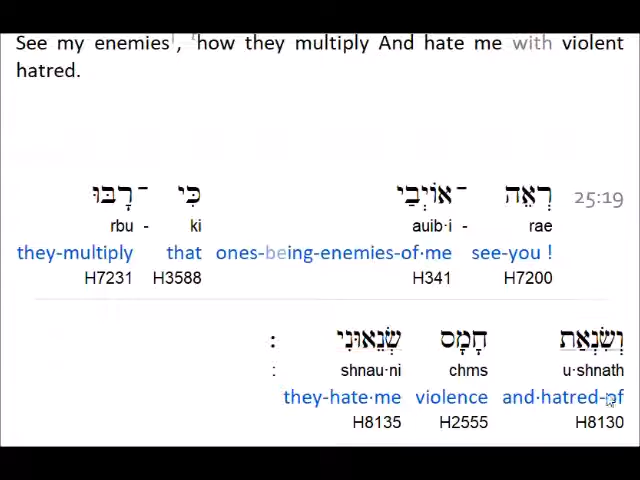 See my enemies , how they multiply And hate me with violent
hatred.
25:19 רְאֵה ־ אוֹיְבַי כִּי ־ רָבּוּ
rbu - ki auib·i - rae
they-multiply that ones-being-enemies-of·me see-you !
H7231 H3588 H341 H7200
וְשִׂנְאַת חָמָס שְׂנֵאוּנִי :
: shnau·ni chms u·shnath
they-hate·me violence and·hatred-of
H8135 H2555 H8130